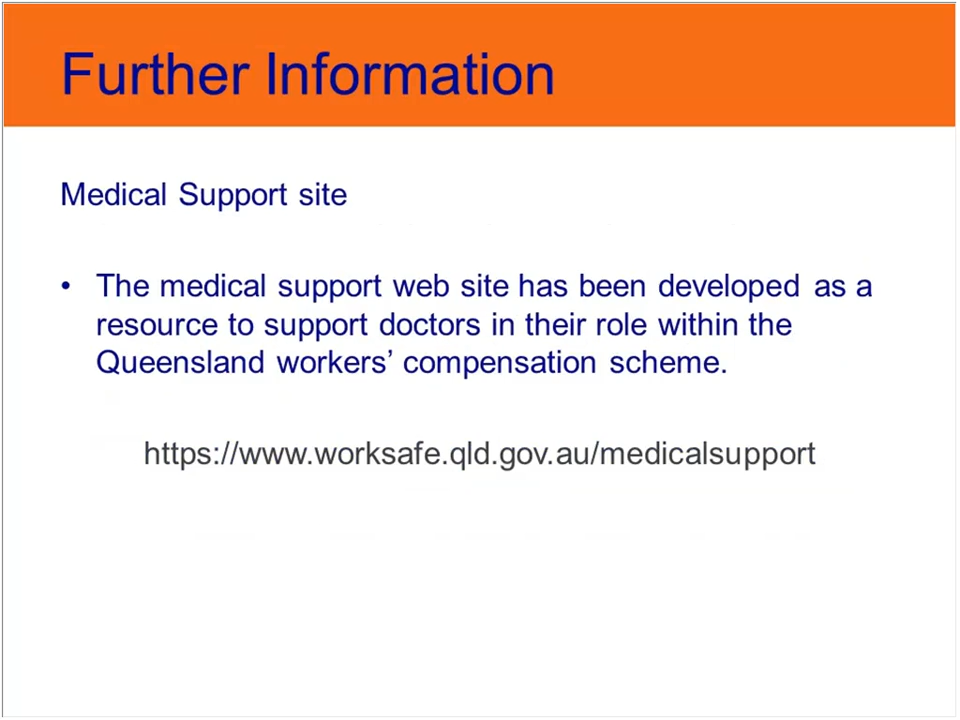 Further Information
Medical Support site
• The medical support web site has been developed as a
resource to support doctors in their role within the
Queensland workers’ compensation scheme.
https://www.worksafe.qld.gov.au/medicalsupport